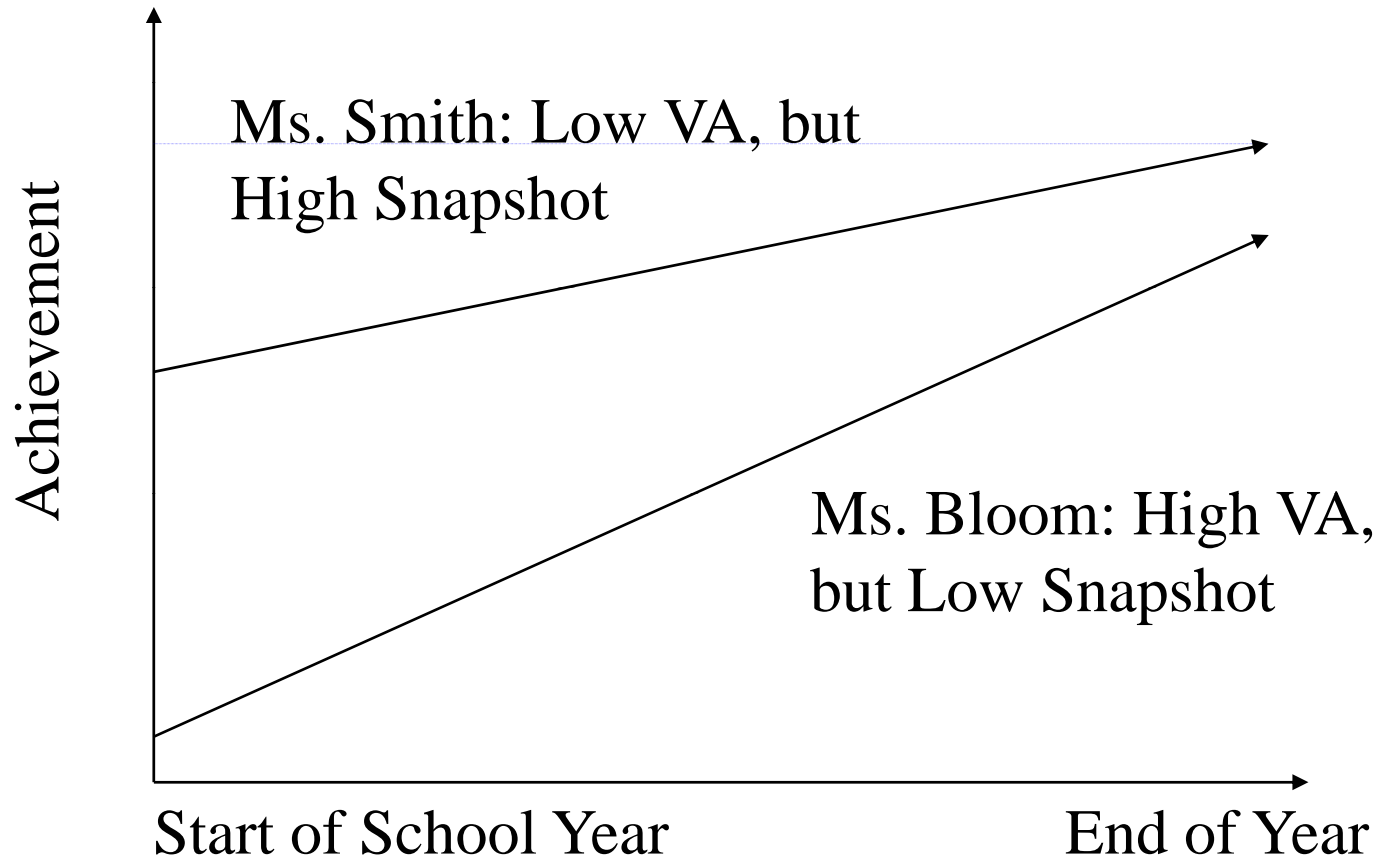 Ms. Smith: Low VA, but
High Snapshot
Achievement
Ms. Bloom: High VA,
but Low Snapshot
Start of School Year
End of Year